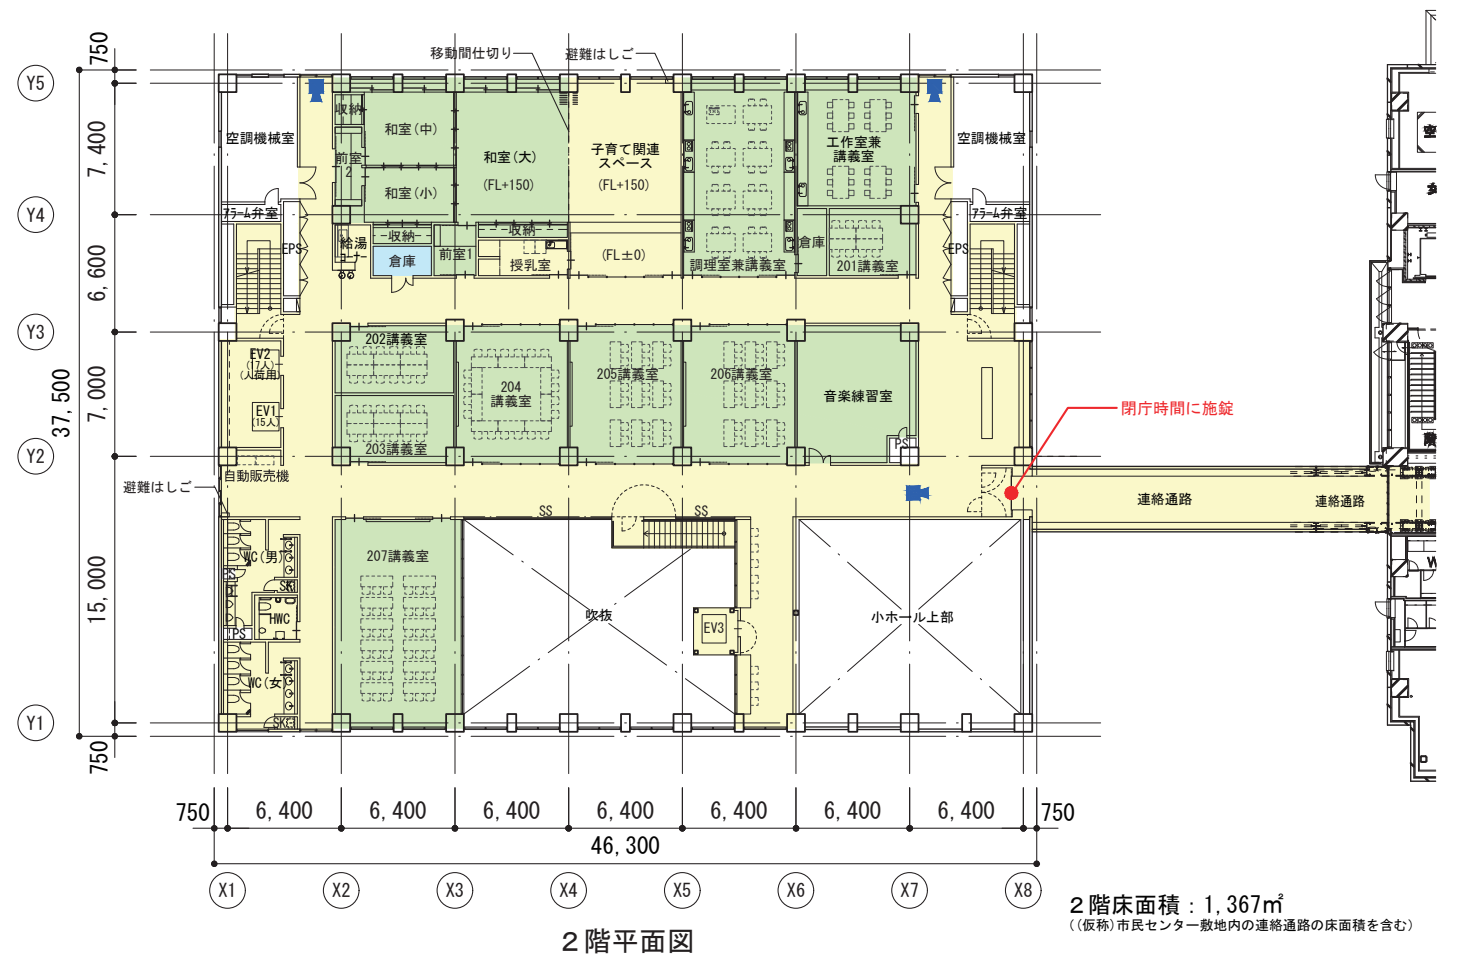 移動間仕切り
避難はしご
750
Y5
7,400
Y4
6,600
Y3
37,500
7,000
Y2
15,000
Y1
750
空調機械室
アラーム弁室
EPS
収納
前室2
和室(中)
和室(小)
和室(大)
(FL+150)
子育て関連
スペース
(FL+150)
(FL±0)
給湯
コーナー
収納
倉庫
前室1
収納
授乳室
調理室兼講義室
工作室兼
講義室
倉庫
201講義室
空調機械室
アラーム弁室
EPS
EV2
(17人)
(人荷用)
EV1
(15人)
自動販売機
避難はしご
202講義室
203講義室
204
講義室
205講義室
206講義室
音楽練習室
PS
閉庁時間に施錠
連絡通路
連絡通路
SS
SS
WC(男)
SK
HWC
PS
WC(女)
SK
207講義室
吹抜
EV3
小ホール上部
750
6,400
6,400
6,400
6,400
6,400
6,400
6,400
750
46,300
X1
X2
X3
X4
X5
X6
X7
X8
2階平面図
2階床面積：1,367㎡
((仮称)市民センター敷地内の連絡通路の床面積を含む)